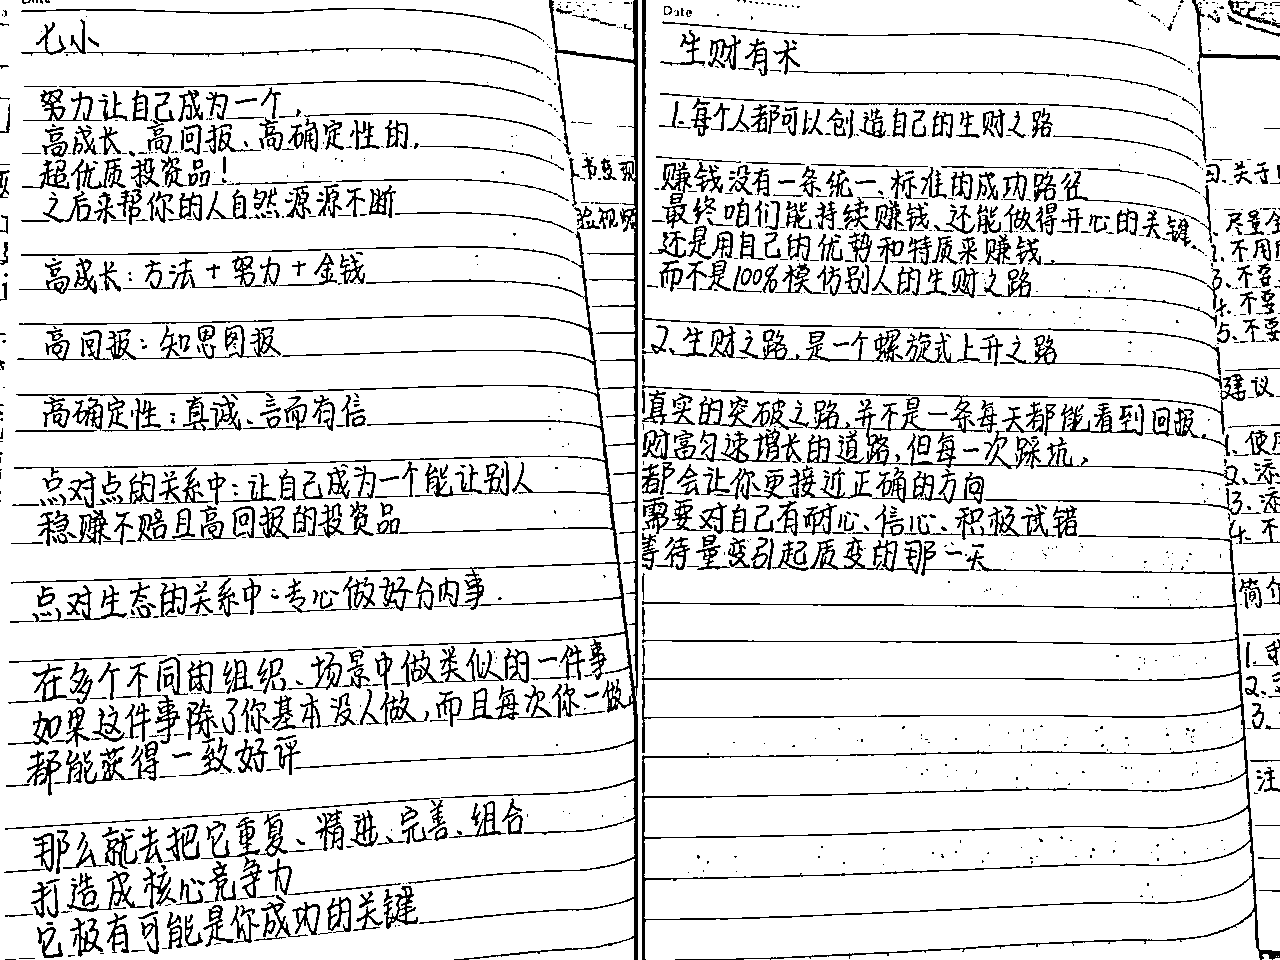 Date
七小
努力让自己成为一个，
高成长、高回报、高确定性的，
超优质投资品！
之后来帮你的人自然源源不断
高成长：方法＋努力＋金钱
高回报：知恩图报
高确定性：真诚、言而有信
点对点的关系中：让自己成为一个能让别人
稳赚不赔且高回报的投资品
点对生态的关系中：专心做好分内事.
在多个不同的组织、场景中做类似的一件事
如果这件事除了你基本没人做，而且每次你一做
都能获得一致好评
那么就去把它重复、精进、完善、组合
打造成核心竞争力
它极有可能是你成功的关键
Date
生财有术
1.每个人都可以创造自己的生财之路
赚钱没有一条统一、标准的成功路径
最终咱们能持续赚钱、还能做得开心的关键、
还是用自己的优势和特质来赚钱.
而不是100%模仿别人的生财之路
2.生财之路，是一个螺旋式上升之路
真实的突破之路，并不是一条每天都能看到回报，
财富匀速增长的道路，但每一次踩坑，
都会让你更接近正确的方向
需要对自己有耐心、信心、积极试错
等待量变引起质变的那一天
四.关于
尽量
不用
3.不要
4.不要
5.不要
建议
1.使用
2.添
3.添
4.不
简介
1.我
2.
3.
注